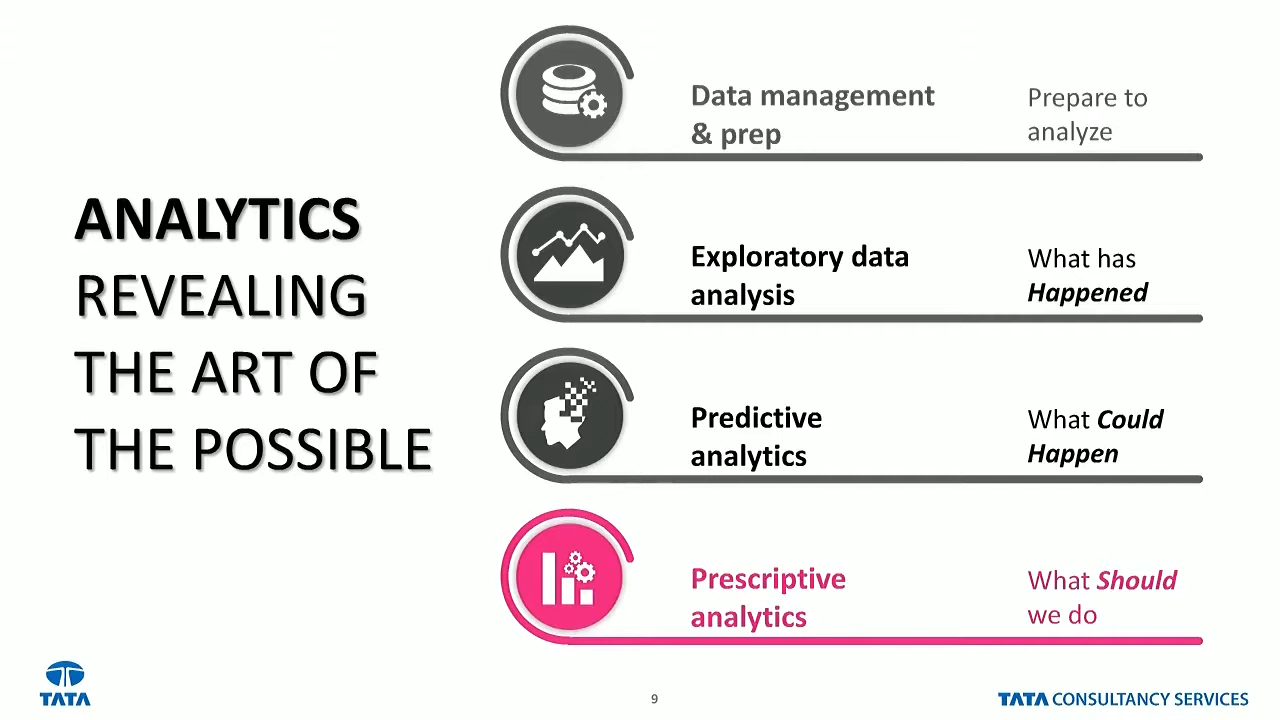 ANALYTICS
REVEALING
THE ART OF
THE POSSIBLE
Data management
& prep
Prepare to
analyze
Exploratory data
analysis
What has
Happened
Predictive
analytics
What Could
Happen
Prescriptive
analytics
What Should
we do
TATA
9
TATA CONSULTANCY SERVICES